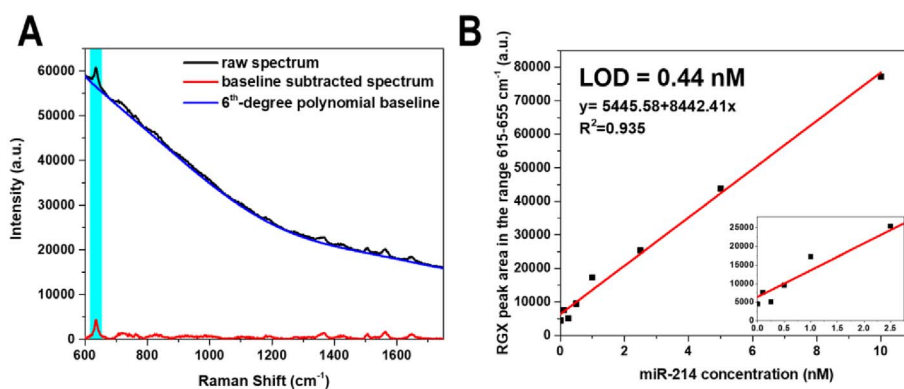 A
raw spectrum
baseline subtracted spectrum
6th-degree polynomial baseline
Intensity (a.u.)
60000
50000
40000
30000
20000
10000
0
600 800 1000 1200 1400 1600
Raman Shift (cm-1)
B
LOD = 0.44 nM
y= 5445.58+8442.41x
R2=0.935
RGX peak area in the range 615-655 cm-1 (a.u.)
80000
70000
60000
50000
40000
30000
20000
10000
0
0 2 4 6 8 10
miR-214 concentration (nM)
25000
20000
15000
10000
5000
0
0.0 0.5 1.0 1.5 2.0 2.5